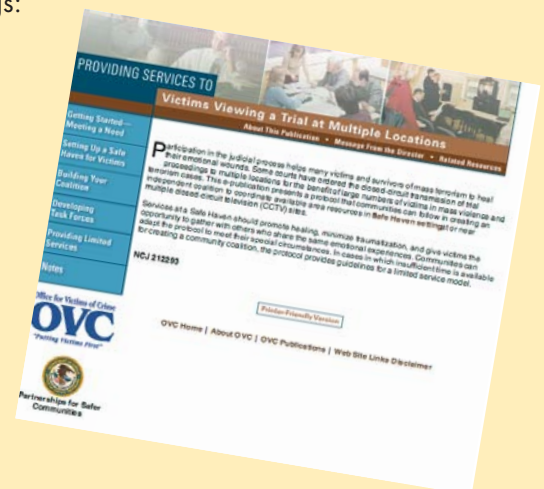 s:
PROVIDING SERVICES TO
Victims Viewing a Trial at Multiple Locations
About This Publication • Message From the Director • Related Resources
Getting Started—
Meeting a Need
Setting Up a Safe
Haven for Victims
Building Your
Coalition
Developing
Task Forces
Providing Limited
Services
Notes
Participation in the judicial process helps many victims and survivors of mass terrorism to heal
their emotional wounds. Some courts have ordered the closed-circuit transmission of trial
proceedings to multiple locations for the benefit of large numbers of victims in mass violence and
terrorism cases. This e-publication presents a protocol that communities can follow in creating an
independent coalition to coordinate available area resources in Safe Haven settings at or near
multiple closed-circuit television (CCTV) sites.
Services at a Safe Haven should promote healing, minimize traumatization, and give victims the
opportunity to gather with others who share the same emotional experiences. Communities can
adapt the protocol to meet their special circumstances. In cases in which insufficient time is available
for creating a community coalition, the protocol provides guidelines for a limited service model.
NCJ 212293
Printer-Friendly Version
OVC Home | About OVC | OVC Publications | Web Site Links Disclaimer
Office for Victims of Crime
OVC
"Putting Victims First"
Partnerships for Safer
Communities